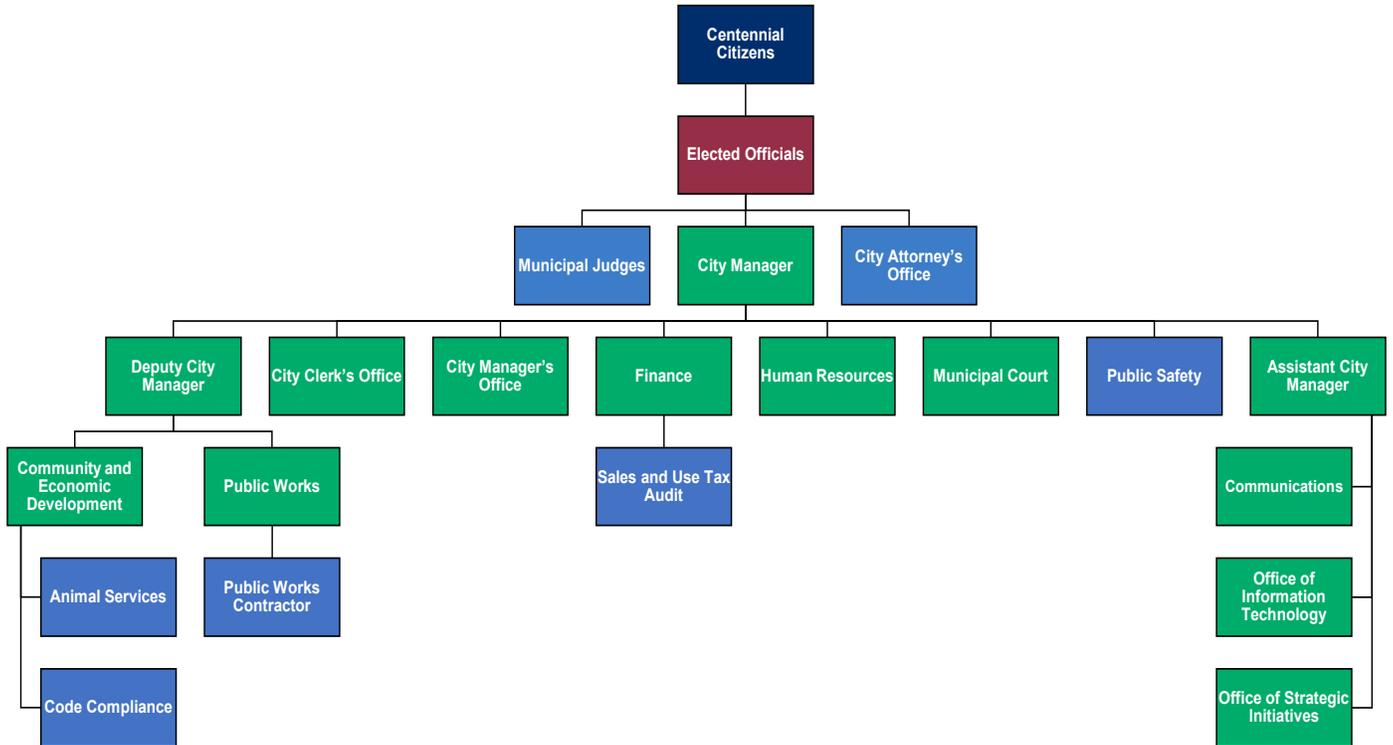 Centennial
Citizens
Elected Officials
Municipal Judges
City Manager
City Attorney’s
Office
Deputy City
Manager
City Clerk’s Office
City Manager’s
Office
Finance
Human Resources
Municipal Court
Public Safety
Assistant City
Manager
Community and
Economic
Development
Public Works
Sales and Use Tax
Audit
Communications
Animal Services
Public Works
Contractor
Office of
Information
Technology
Code Compliance
Office of Strategic
Initiatives